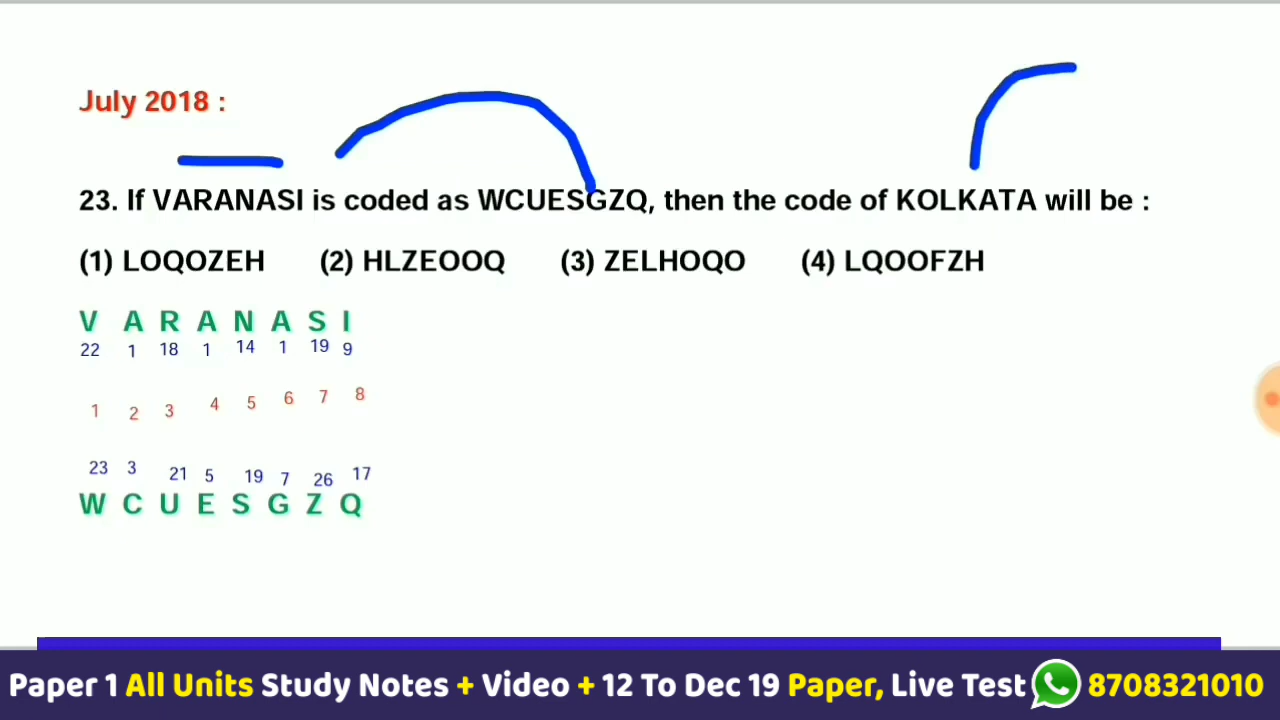 July 2018 :
23. If VARANASI is coded as WCUESGZQ, then the code of KOLKATA will be :
(1) LOQOZEH (2) HLZEOOQ (3) ZELHOQO (4) LQOOFZH
V A R A N A S I
22 1 18 1 14 1 19 9
1 2 3 4 5 6 7 8
23 3 21 5 19 7 26 17
W C U E S G Z Q
Paper 1 All Units Study Notes + Video + 12 To Dec 19 Paper, Live Test 8708321010